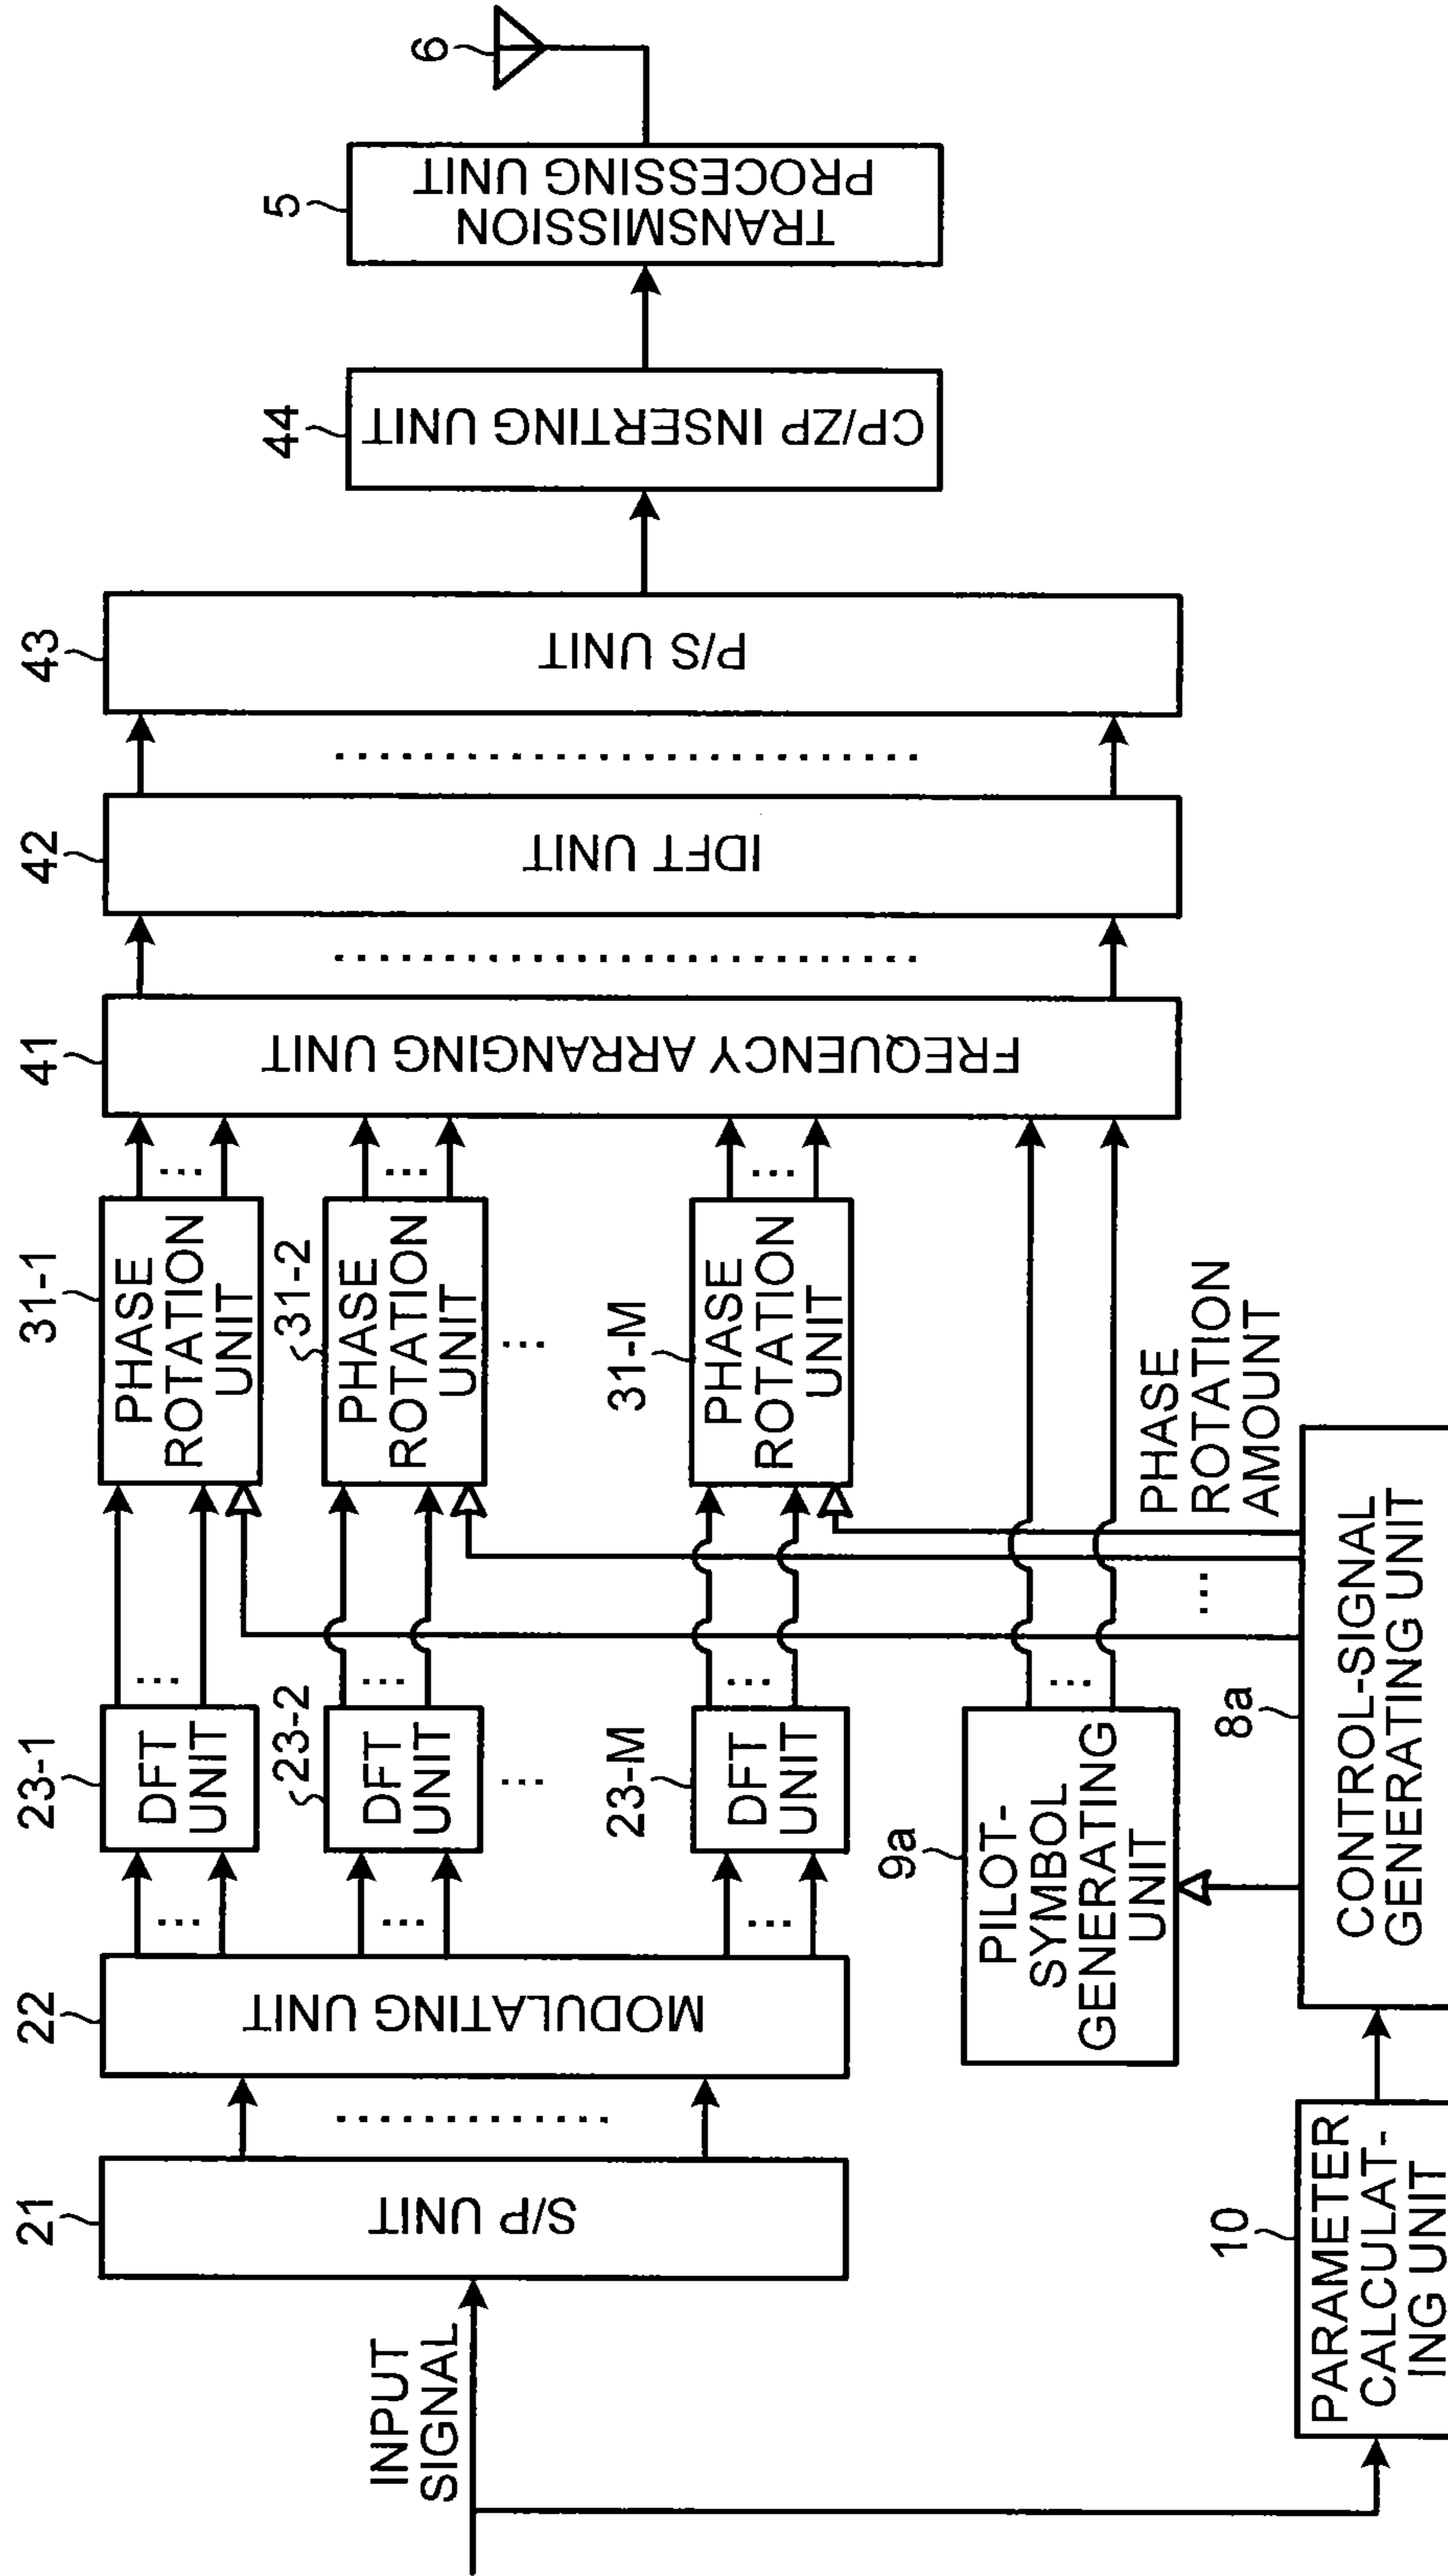 INPUT
SIGNAL
21
S/P UNIT
22
MODULATING UNIT
23-1
DFT
UNIT
...
23-2
DFT
UNIT
...
23-M
DFT
UNIT
31-1
PHASE
ROTATION
UNIT
31-2
PHASE
ROTATION
UNIT
...
31-M
PHASE
ROTATION
UNIT
41
FREQUENCY ARRANGING UNIT
42
IDFT UNIT
43
P/S UNIT
44
CP/ZP INSERTING UNIT
5
TRANSMISSION
PROCESSING UNIT
6
9a
PILOT-
SYMBOL
GENERATING
UNIT
PHASE
ROTATION
AMOUNT
10
PARAMETER
CALCULAT-
ING UNIT
8a
CONTROL-SIGNAL
GENERATING UNIT